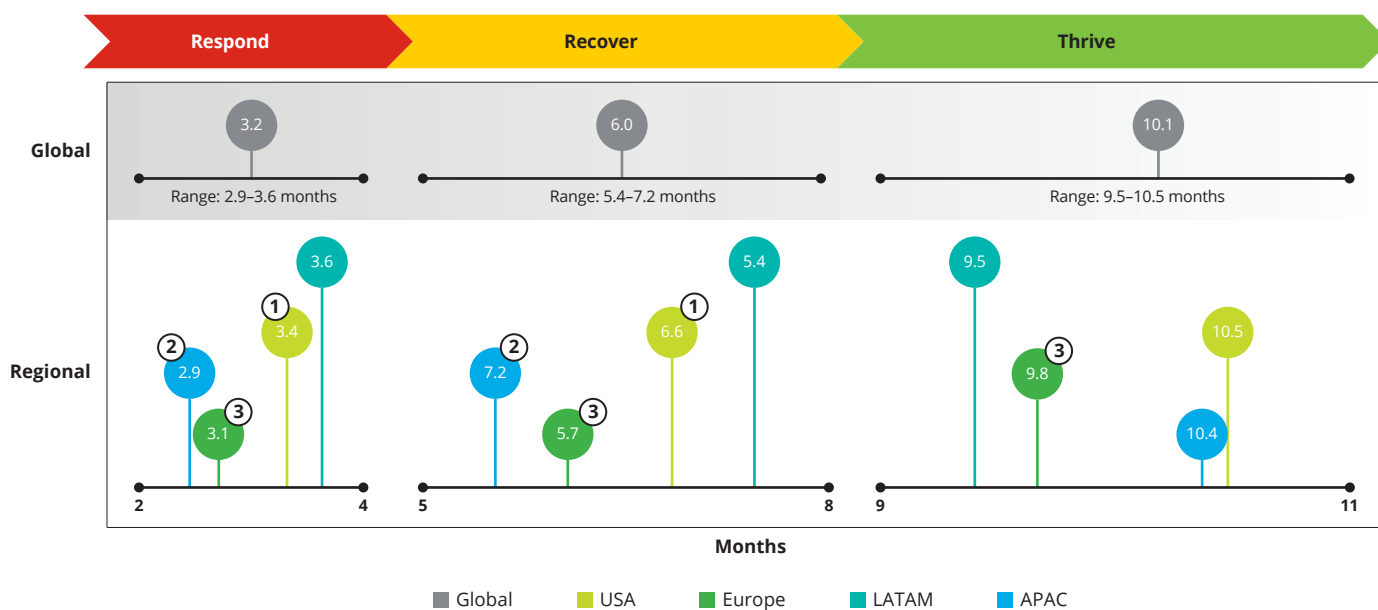 Respond Recover Thrive
Global
3.2 6.0 10.1
Range: 2.9–3.6 months Range: 5.4–7.2 months Range: 9.5–10.5 months
Regional
3.6 5.4 9.5
1 3.4 6.6 1 10.5
2 2.9 7.2 2 9.8 3
3.1 3 5.7 3 10.4
2 4 5 8 9 11
Months
Global USA Europe LATAM APAC